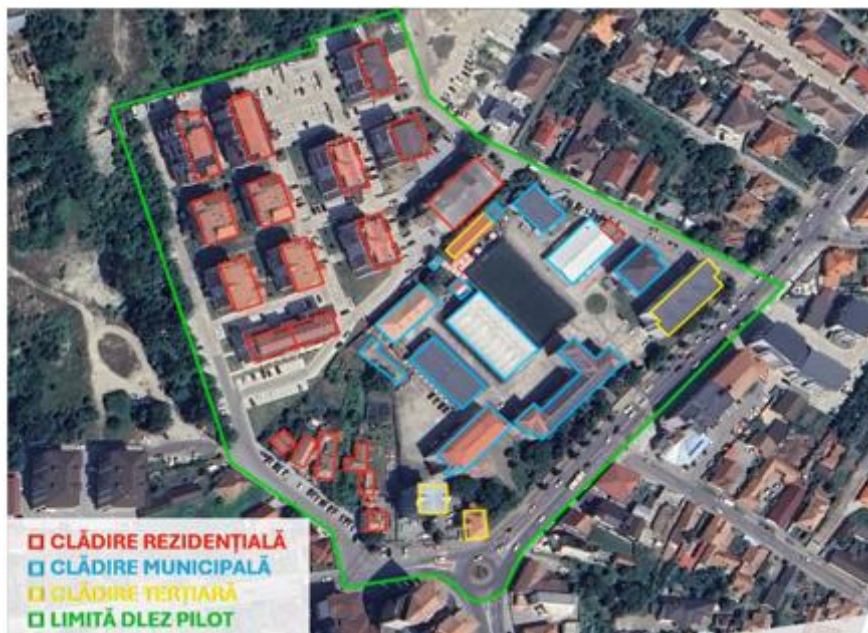 CLĂDIRE REZIDENȚIALĂ
CLĂDIRE MUNICIPALĂ
CLĂDIRE TERȚIARĂ
LIMITĂ DLEZ PILOT